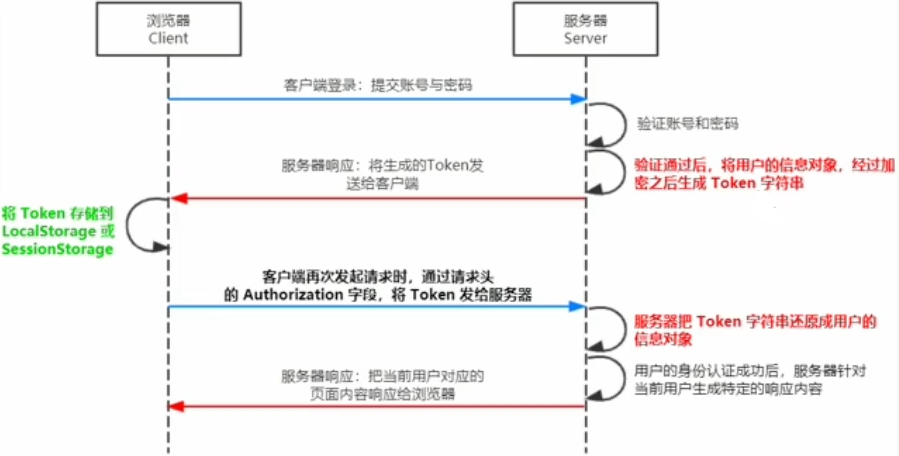 浏览器
Client
服务器
Server
客户端登录：提交账号与密码
验证账号和密码
服务器响应：将生成的Token发
送给客户端
验证通过后，将用户的信息对象，经过加
密之后生成 Token 字符串
将 Token 存储到
LocalStorage 或
SessionStorage
客户端再次发起请求时，通过请求头
的 Authorization 字段，将 Token 发给服务器
服务器把 Token 字符串还原成用户的
信息对象
服务器响应：把当前用户对应的
页面内容响应给浏览器
用户的身份认证成功后，服务器针对
当前用户生成特定的响应内容